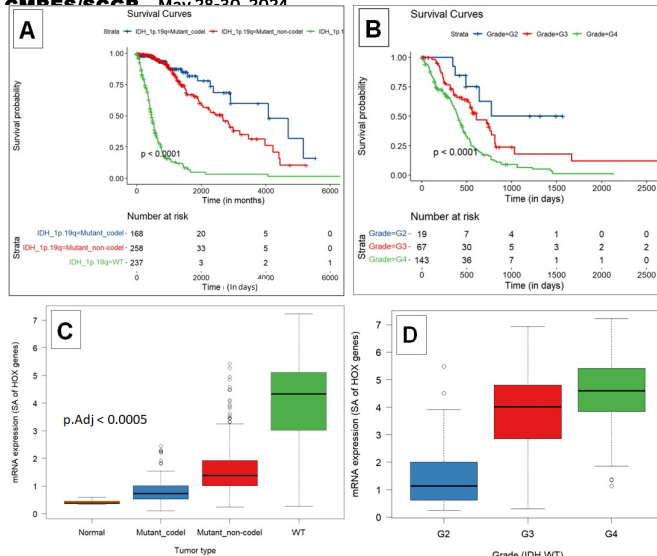 CMBES/SCGB May 28-30, 2024
A
Survival Curves
Strata IDH_1p.19q=Mutant_codel IDH_1p.19q=Mutant_non-codel IDH_1p.1
Survival probability
1.00
0.75
0.50
0.25
0.00
p < 0.0001
0 2000 4000 6000
Time (in months)
Number at risk
Strata
IDH_1p.19q=Mutant_codel 168 20 5 0
IDH_1p.19q=Mutant_non-codel 258 33 5 0
IDH_1p.19q=WT 237 3 2 1
0 2000 4000 6000
Time (In days)
B
Survival Curves
Strata Grade=G2 Grade=G3 Grade=G4
Survival probability
1.00
0.75
0.50
0.25
0.00
p < 0.0001
0 500 1000 1500 2000 2500
Time (in days)
Number at risk
Strata
Grade=G2 19 7 4 1 0 0
Grade=G3 67 30 5 3 2 2
Grade=G4 143 36 7 1 1 0
0 500 1000 1500 2000 2500
Time (in days)
C
mRNA expression (SA of HOX genes)
7
6
5
4
3
2
1
0
p.Adj < 0.0005
Normal Mutant_codel Mutant_non-codel WT
Tumor type
D
mRNA expression (SA of HOX genes)
7
6
5
4
3
2
1
0
G2 G3 G4
Grade (IDH WT)